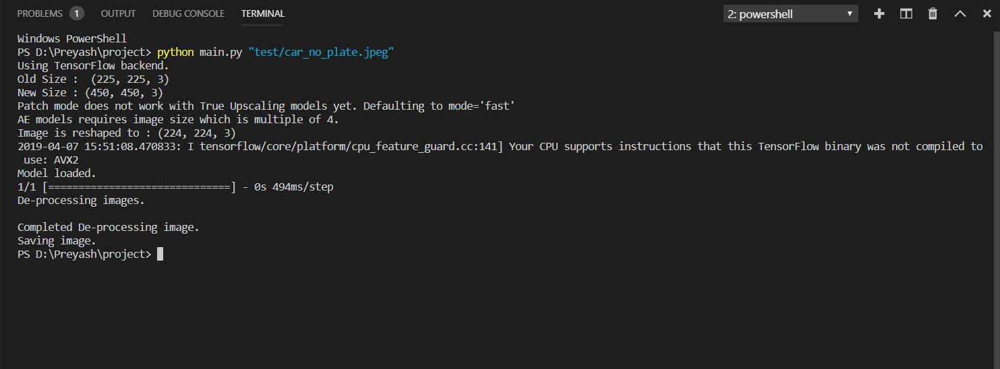 PROBLEMS 1 OUTPUT DEBUG CONSOLE TERMINAL 2: powershell
Windows PowerShell
PS D:\Preyash\project> python main.py "test/car_no_plate.jpeg"
Using TensorFlow backend.
Old Size :  (225, 225, 3)
New Size : (450, 450, 3)
Patch mode does not work with True Upscaling models yet. Defaulting to mode='fast'
AE models requires image size which is multiple of 4.
Image is reshaped to : (224, 224, 3)
2019-04-07 15:51:08.470833: I tensorflow/core/platform/cpu_feature_guard.cc:141] Your CPU supports instructions that this TensorFlow binary was not compiled to
 use: AVX2
Model loaded.
1/1 [==============================] - 0s 494ms/step
De-processing images.
Completed De-processing image.
Saving image.
PS D:\Preyash\project>